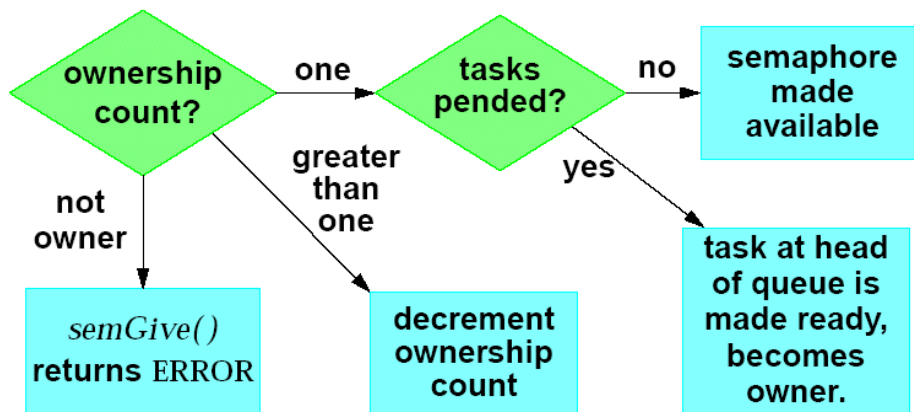 ownership
count?
one
tasks
pended?
no
semaphore
made
available
greater
than
one
yes
not
owner
semGive()
returns ERROR
decrement
ownership
count
task at head
of queue is
made ready,
becomes
owner.